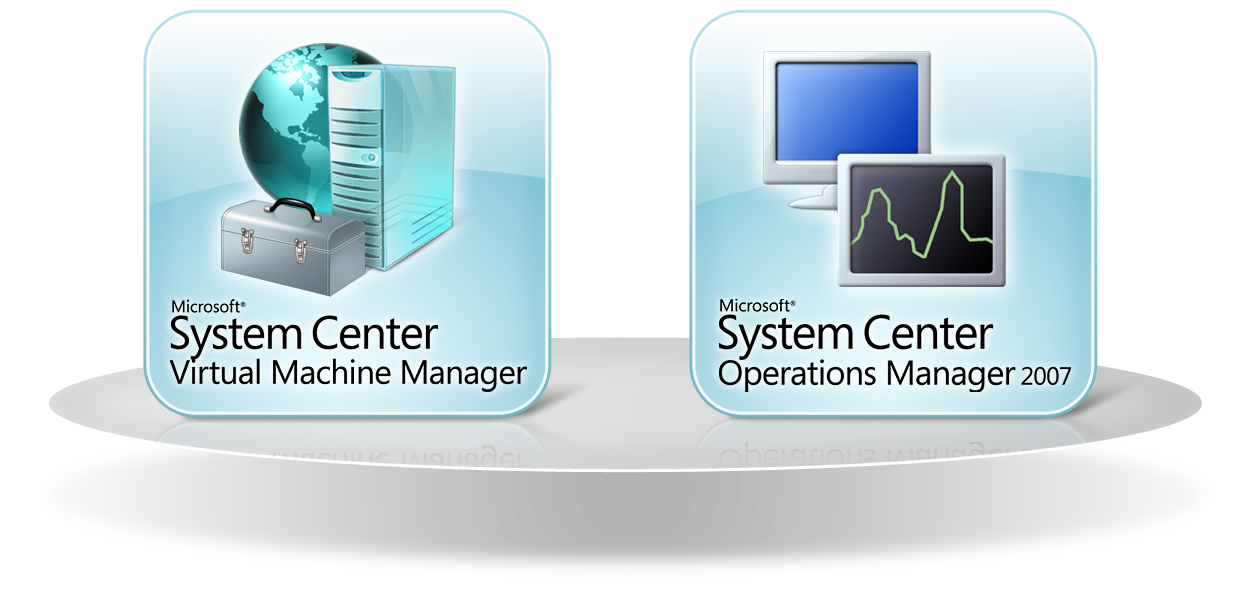 Microsoft®
System Center
Virtual Machine Manager
Microsoft®
System Center
Operations Manager 2007